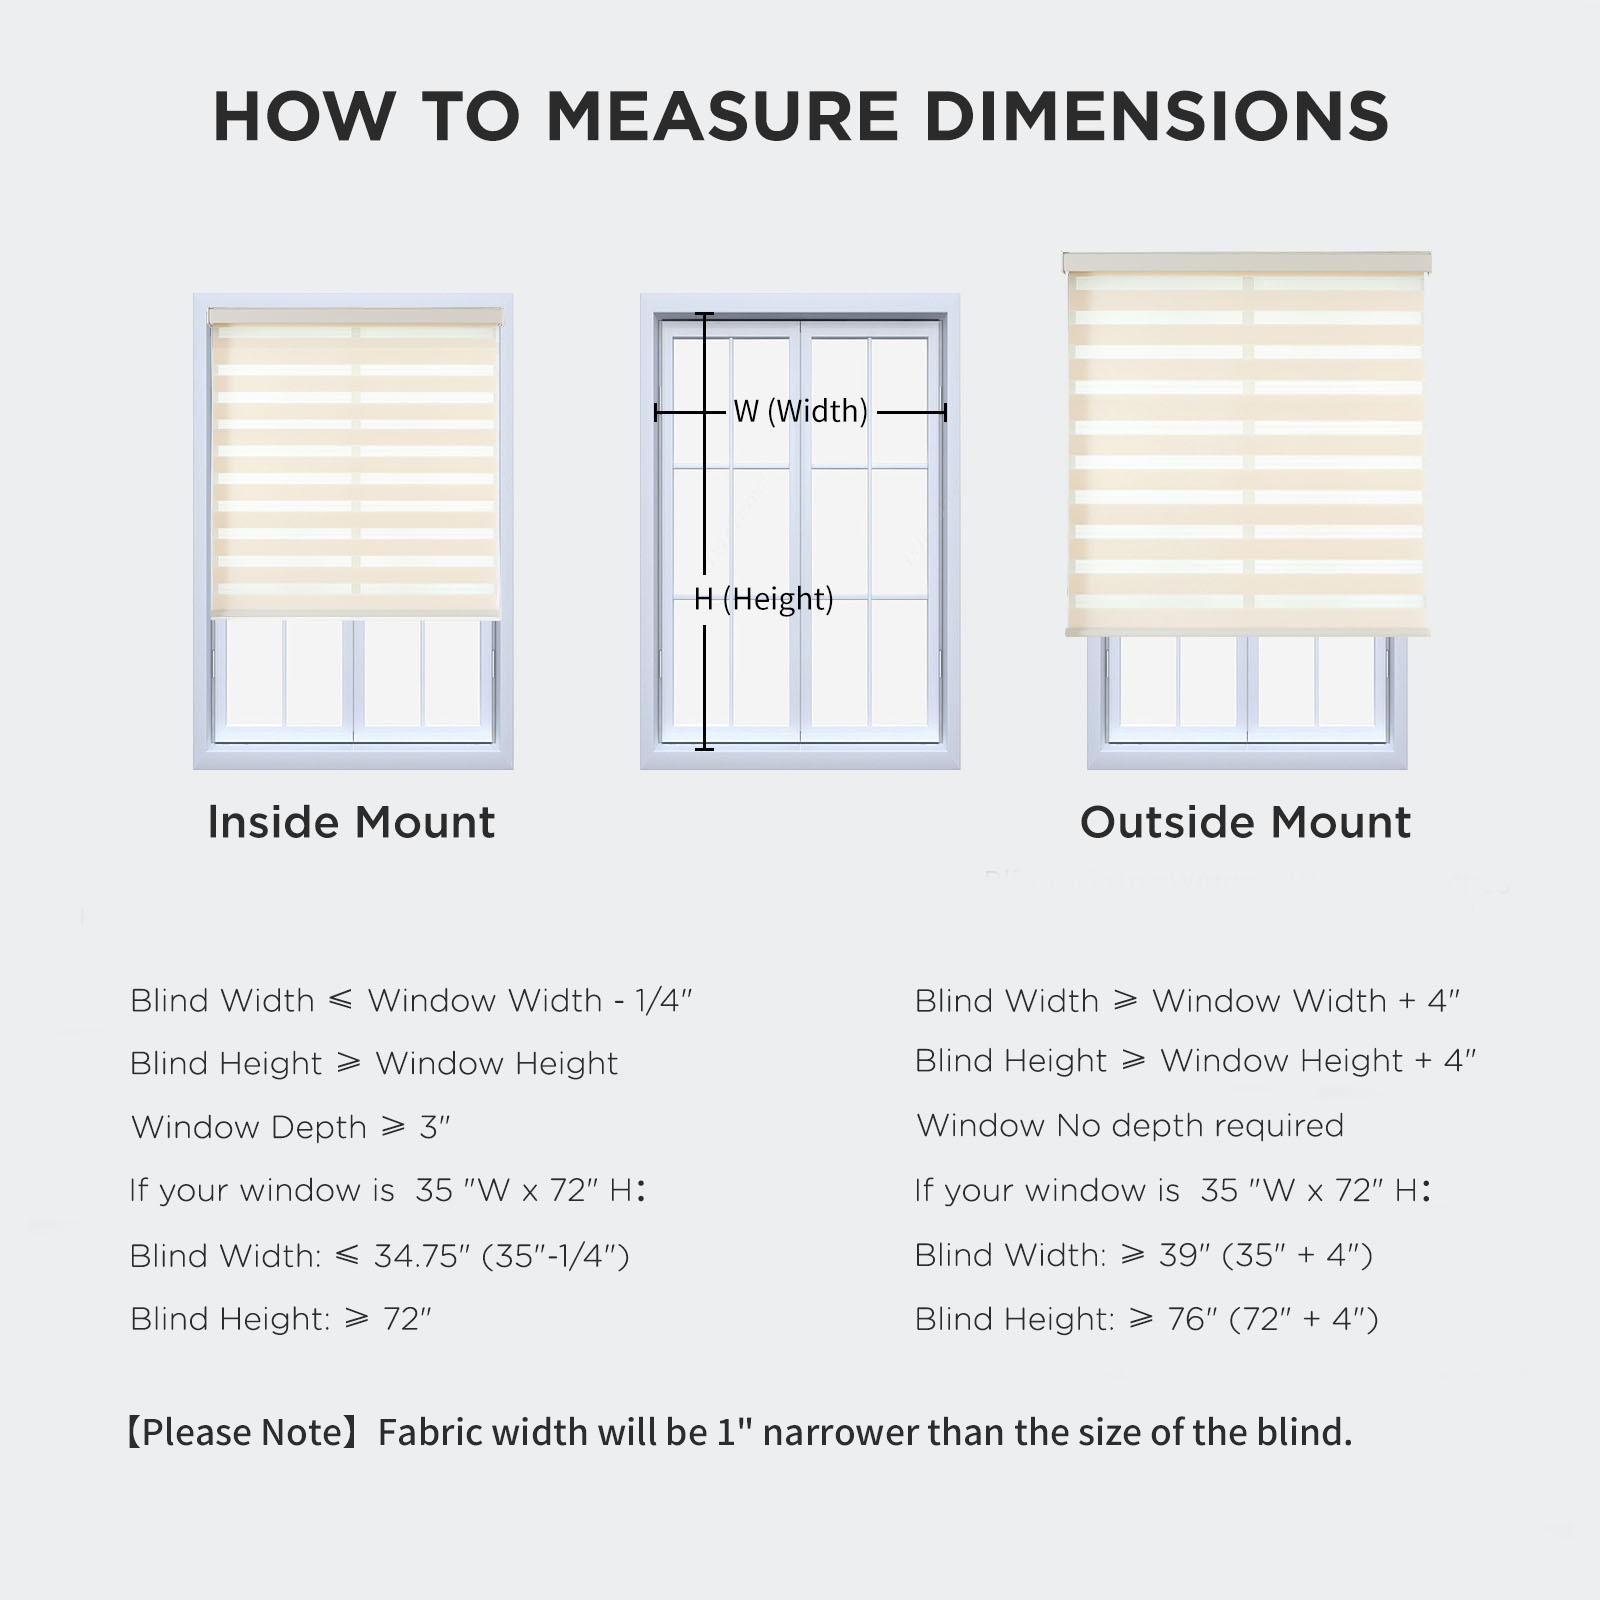 HOW TO MEASURE DIMENSIONS
W (Width)
H (Height)
Inside Mount
Outside Mount
Blind Width ⩽ Window Width - 1/4"
Blind Height ⩾ Window Height
Window Depth ⩾ 3"
If your window is 35 "W x 72" H:
Blind Width: ⩽ 34.75" (35"-1/4")
Blind Height: ⩾ 72"
Blind Width ⩾ Window Width + 4"
Blind Height ⩾ Window Height + 4"
Window No depth required
If your window is 35 "W x 72" H:
Blind Width: ⩾ 39" (35" + 4")
Blind Height: ⩾ 76" (72" + 4")
【Please Note】Fabric width will be 1" narrower than the size of the blind.